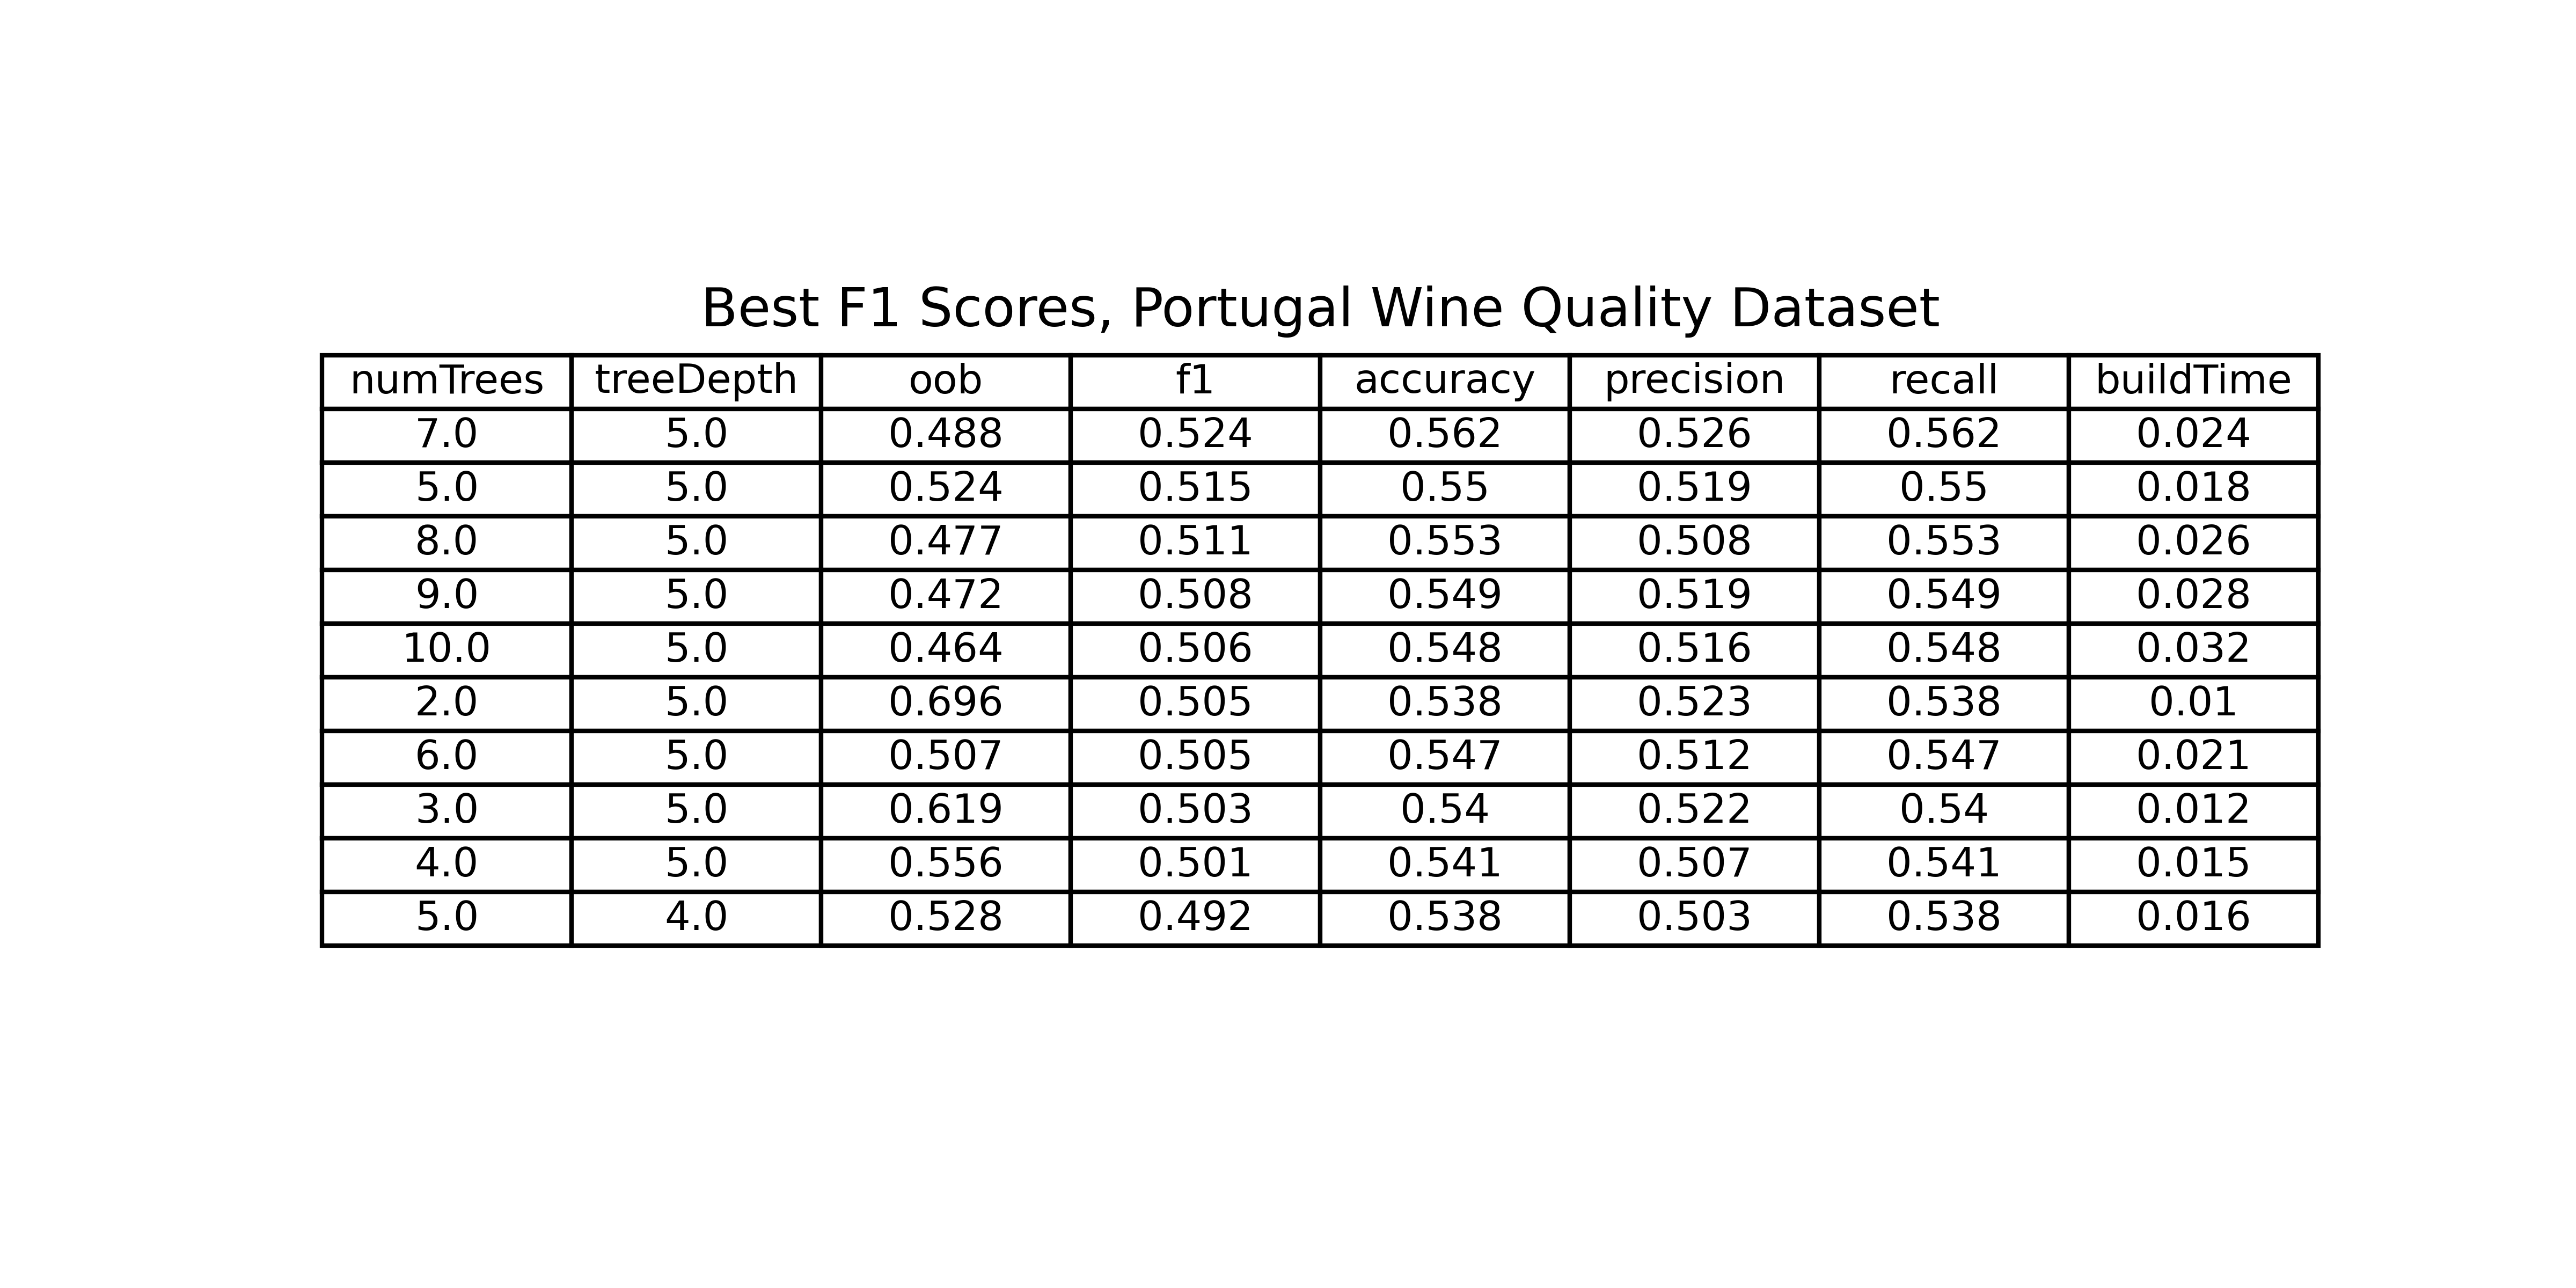 Best F1 Scores, Portugal Wine Quality Dataset
numTrees treeDepth oob f1 accuracy precision recall buildTime
7.0 5.0 0.488 0.524 0.562 0.526 0.562 0.024
5.0 5.0 0.524 0.515 0.55 0.519 0.55 0.018
8.0 5.0 0.477 0.511 0.553 0.508 0.553 0.026
9.0 5.0 0.472 0.508 0.549 0.519 0.549 0.028
10.0 5.0 0.464 0.506 0.548 0.516 0.548 0.032
2.0 5.0 0.696 0.505 0.538 0.523 0.538 0.01
6.0 5.0 0.507 0.505 0.547 0.512 0.547 0.021
3.0 5.0 0.619 0.503 0.54 0.522 0.54 0.012
4.0 5.0 0.556 0.501 0.541 0.507 0.541 0.015
5.0 4.0 0.528 0.492 0.538 0.503 0.538 0.016